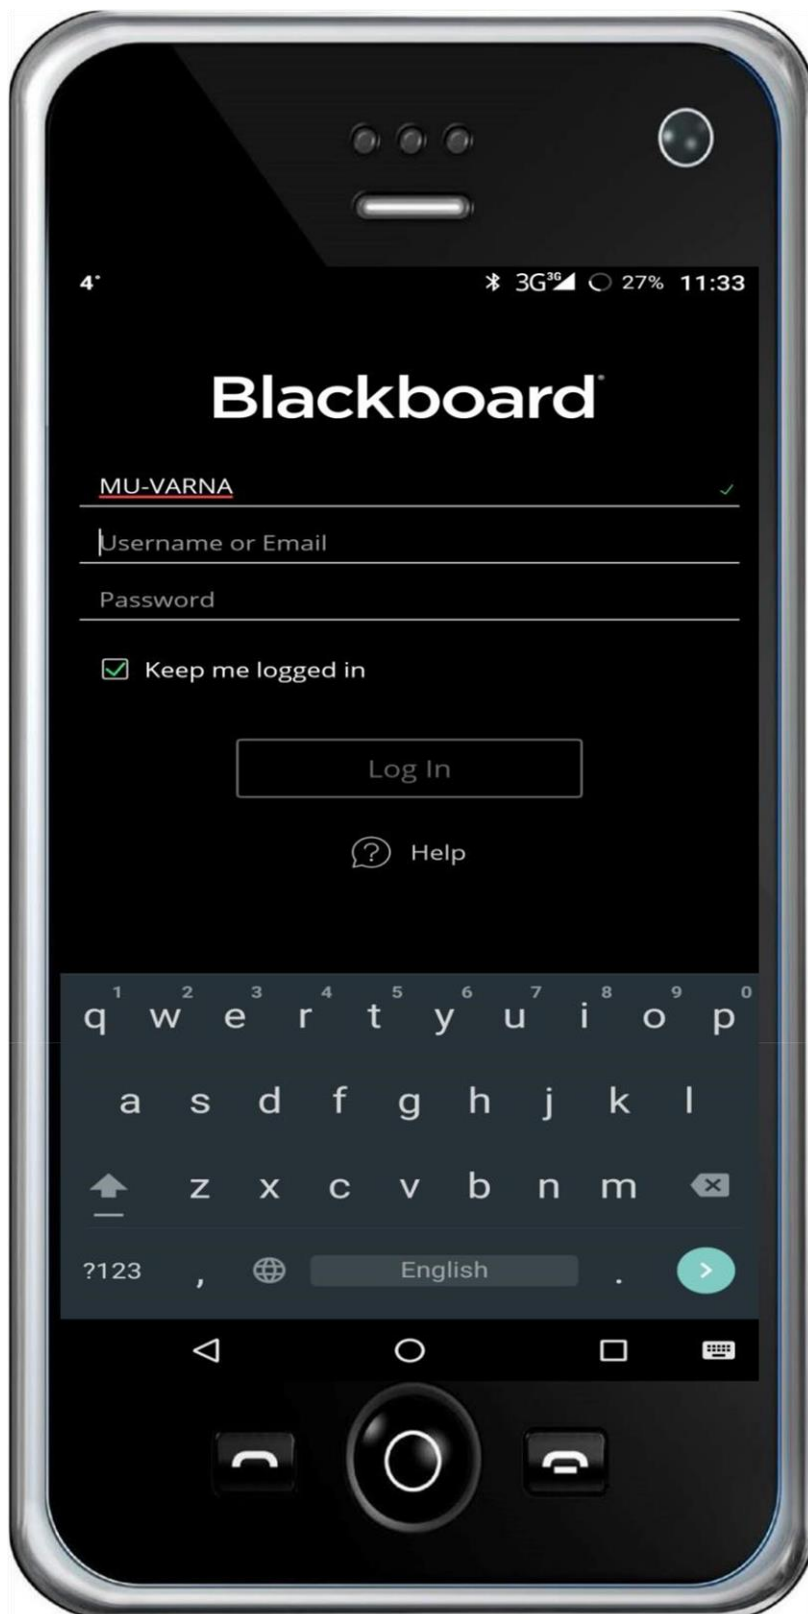 4°
3G 3G 27% 11:33
Blackboard
MU-VARNA
Username or Email
Password
Keep me logged in
Log In
? Help
1 2 3 4 5 6 7 8 9 0
q w e r t y u i o p
a s d f g h j k l
z x c v b n m
?123 , English .